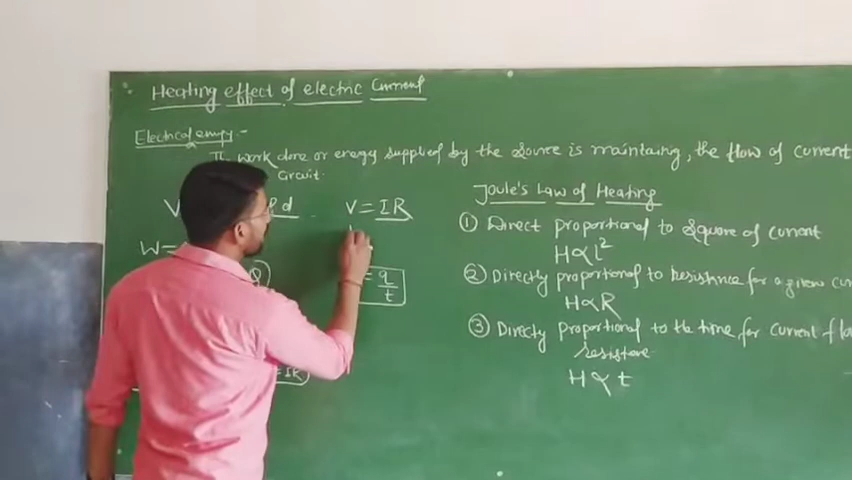 Heating effect of electric Current
Electrical energy :-
work done or energy supplied by the source is maintaining, the flow of current
circuit.
V = IR
W =
= q/t
= IR
Joule's Law of Heating
① Direct proportional to square of current
H∝i²
② Directly proportional to resistance for a given
H∝R
③ Directly proportional to the time, for current
resistance
H ∝ t